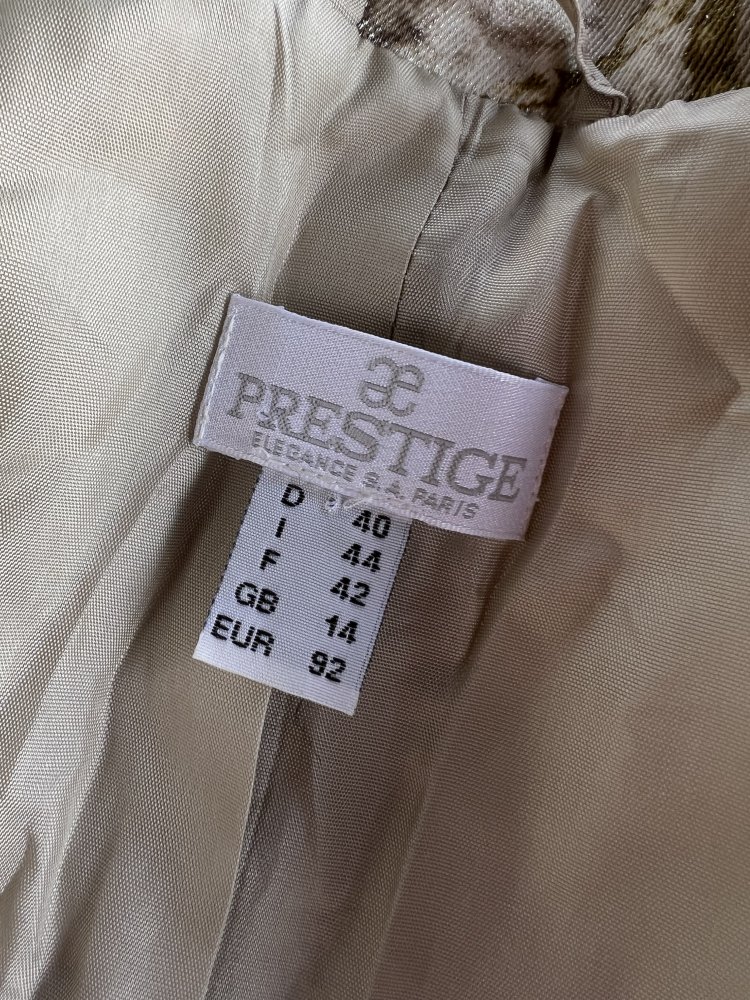 æ
PRESTIGE
ELEGANCE S.A. PARIS
D 40
I 44
F 42
GB 14
EUR 92